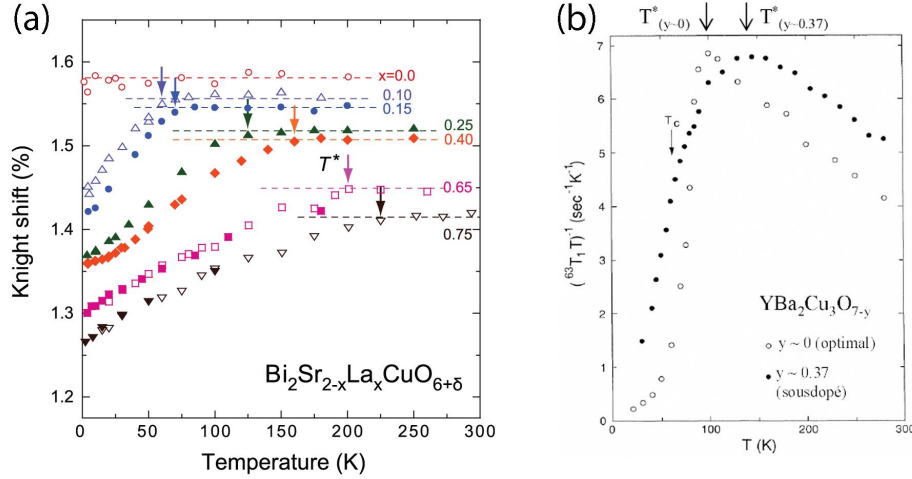 (a)
1.6
1.5
1.4
1.3
1.2
Knight shift (%)
x=0.0
0.10
0.15
0.25
0.40
T*
0.65
0.75
Bi2Sr2-xLaxCuO6+δ
0 50 100 150 200 250 300
Temperature (K)
(b)
T*(y~0) T*(y~0.37)
7
6
5
4
3
2
1
0
(⁶³T₁T)⁻¹ (sec⁻¹K⁻¹)
Tc
YBa2Cu3O7-y
y ~ 0 (optimal)
y ~ 0.37
(sousdopé)
0 100 200 300
T (K)